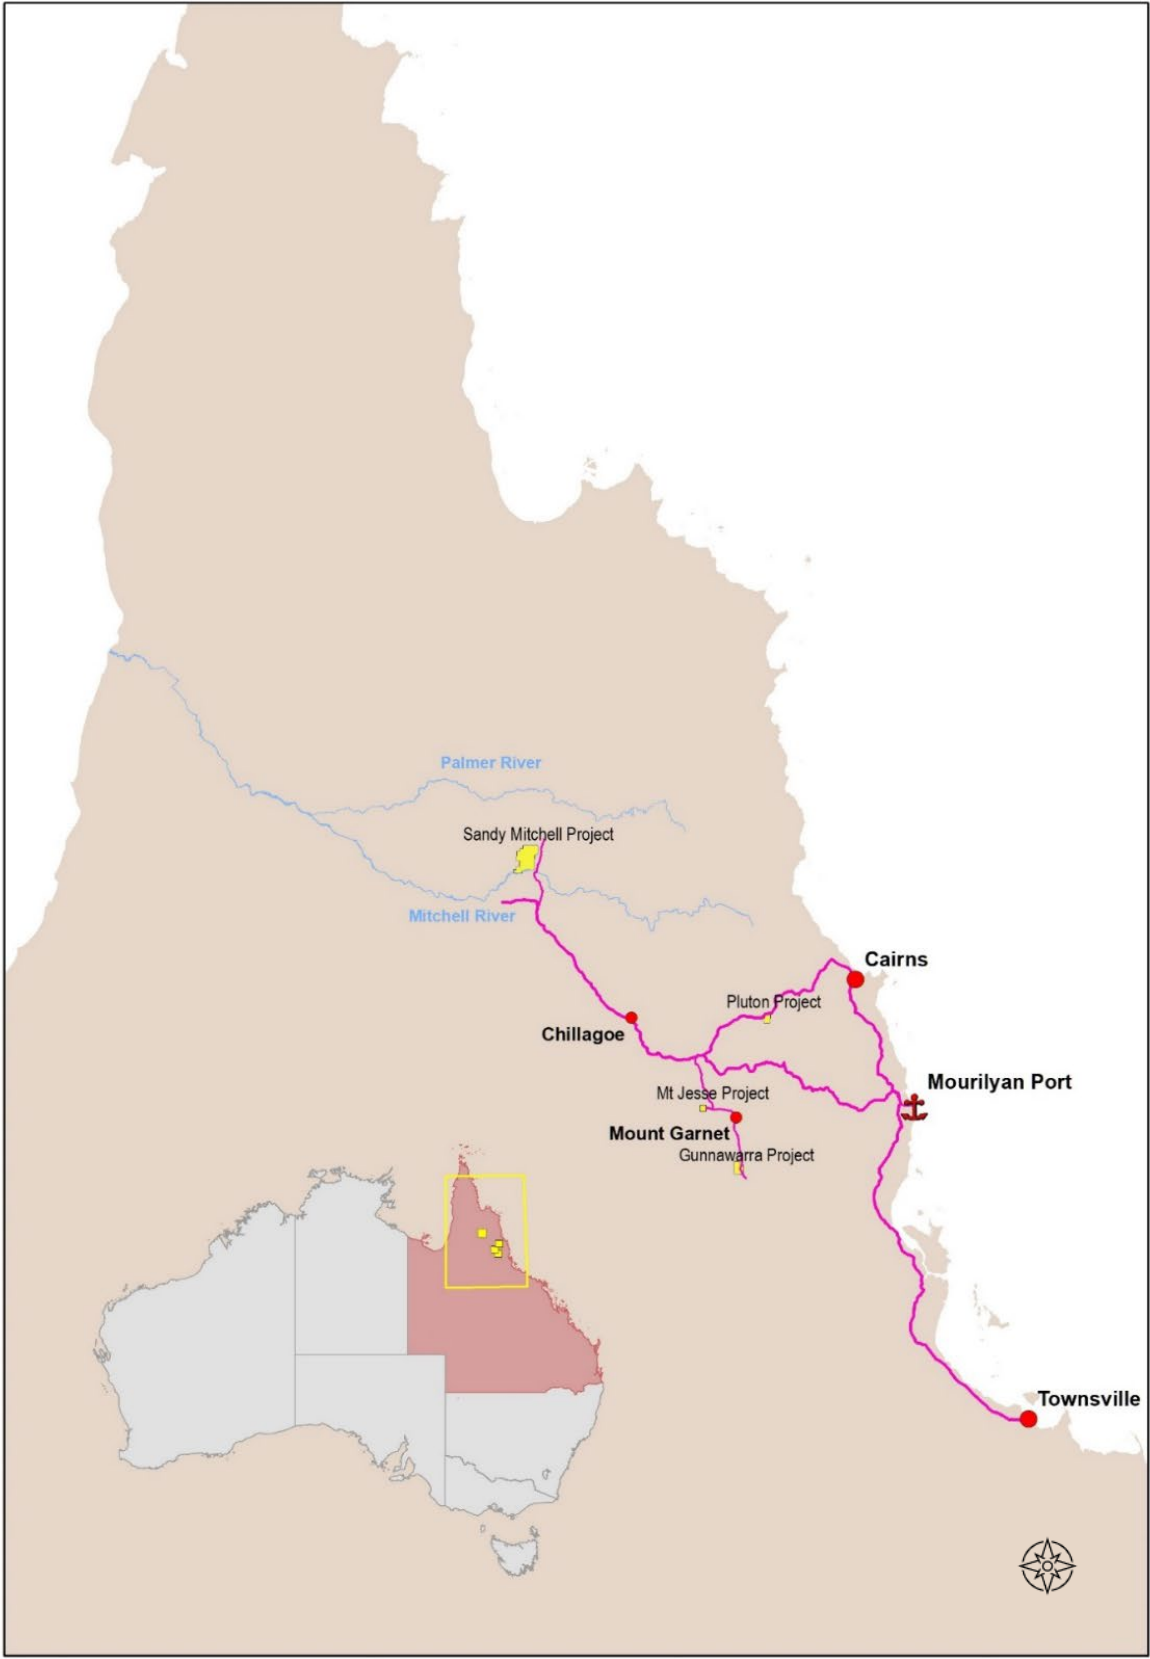 Palmer River
Sandy Mitchell Project
Mitchell River
Cairns
Pluton Project
Chillagoe
Mourilyan Port
Mt Jesse Project
Mount Garnet
Gunnawarra Project
Townsville